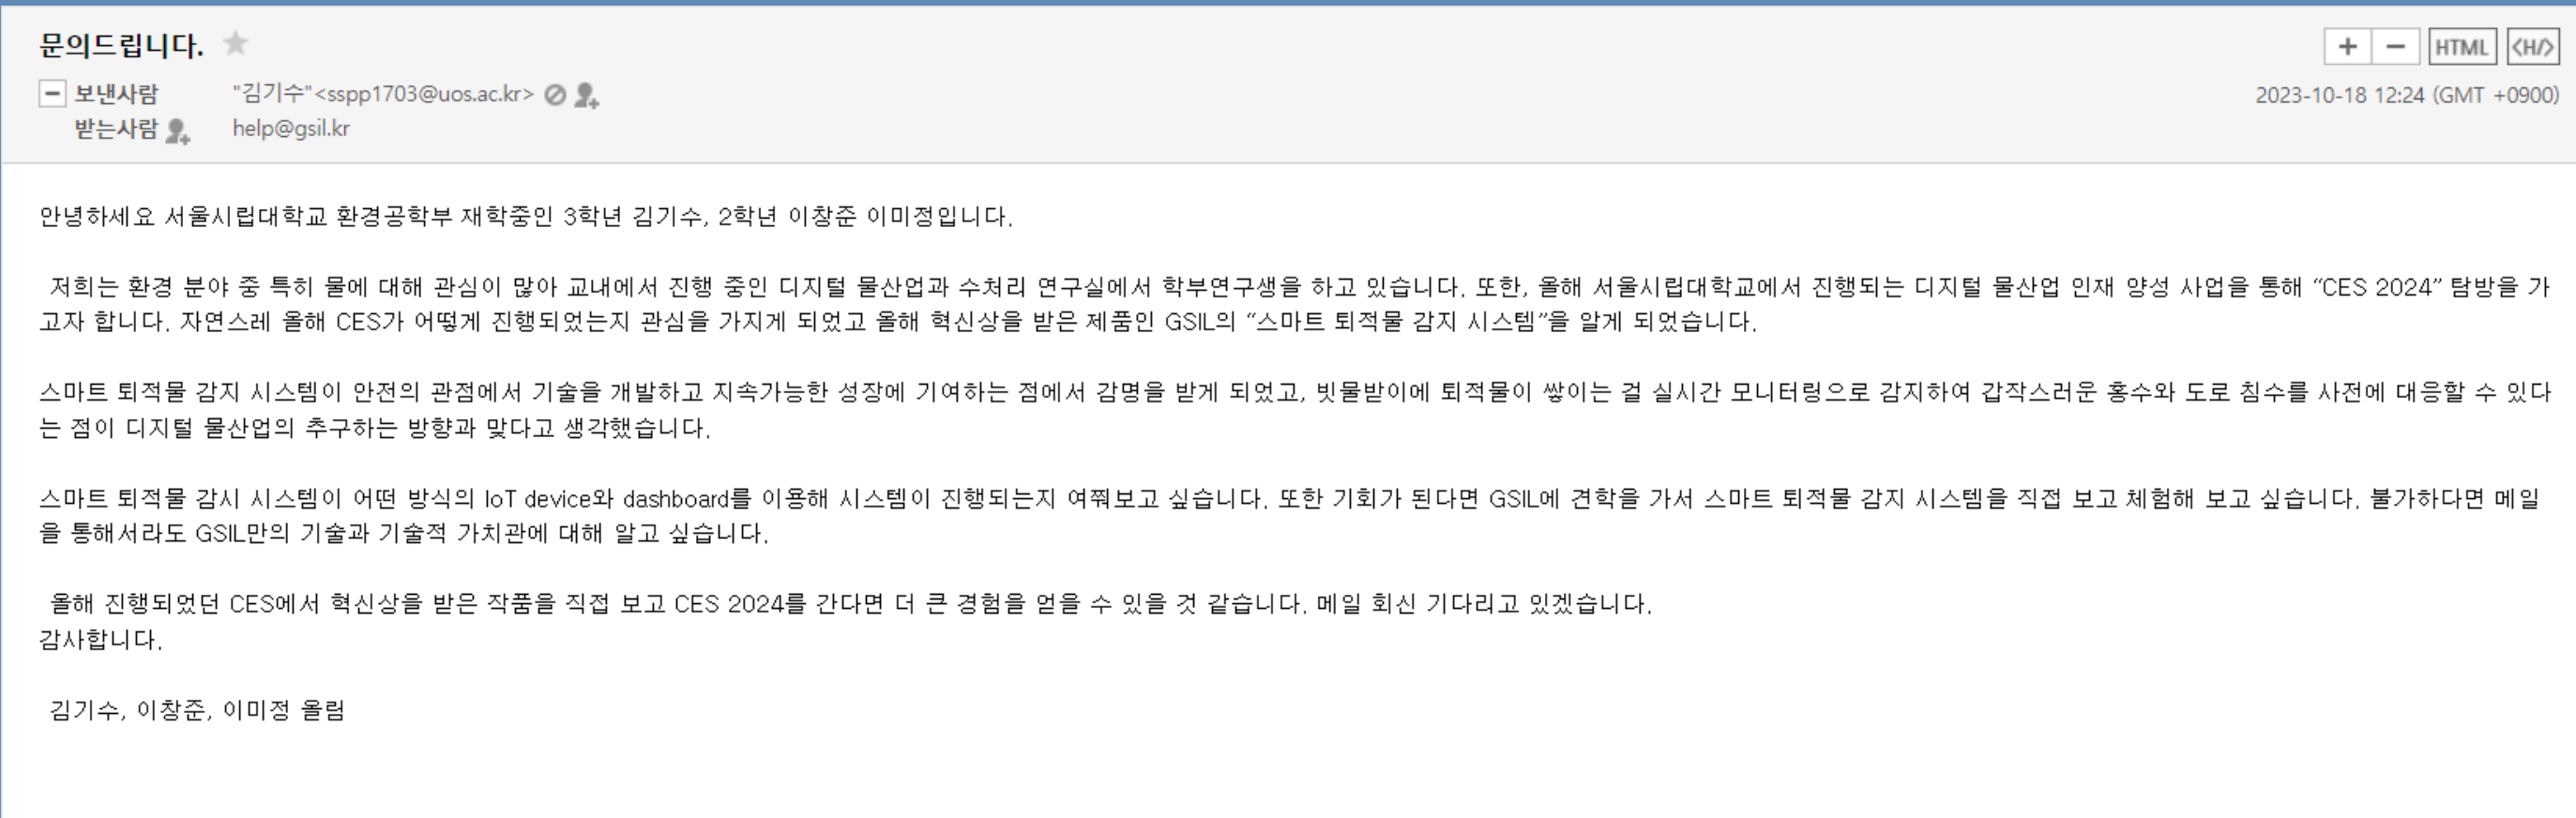 문의드립니다.
HTML
<H/>
보낸사람 "김기수"<sspp1703@uos.ac.kr>
2023-10-18 12:24 (GMT +0900)
받는사람 help@gsil.kr
안녕하세요 서울시립대학교 환경공학부 재학중인 3학년 김기수, 2학년 이창준 이미정입니다.
저희는 환경 분야 중 특히 물에 대해 관심이 많아 교내에서 진행 중인 디지털 물산업과 수처리 연구실에서 학부연구생을 하고 있습니다. 또한, 올해 서울시립대학교에서 진행되는 디지털 물산업 인재 양성 사업을 통해 “CES 2024” 탐방을 가
고자 합니다. 자연스레 올해 CES가 어떻게 진행되었는지 관심을 가지게 되었고 올해 혁신상을 받은 제품인 GSIL의 “스마트 퇴적물 감지 시스템”을 알게 되었습니다.
스마트 퇴적물 감지 시스템이 안전의 관점에서 기술을 개발하고 지속가능한 성장에 기여하는 점에서 감명을 받게 되었고, 빗물받이에 퇴적물이 쌓이는 걸 실시간 모니터링으로 감지하여 갑작스러운 홍수와 도로 침수를 사전에 대응할 수 있다
는 점이 디지털 물산업의 추구하는 방향과 맞다고 생각했습니다.
스마트 퇴적물 감시 시스템이 어떤 방식의 IoT device와 dashboard를 이용해 시스템이 진행되는지 여쭤보고 싶습니다. 또한 기회가 된다면 GSIL에 견학을 가서 스마트 퇴적물 감지 시스템을 직접 보고 체험해 보고 싶습니다. 불가하다면 메일
을 통해서라도 GSIL만의 기술과 기술적 가치관에 대해 알고 싶습니다.
올해 진행되었던 CES에서 혁신상을 받은 작품을 직접 보고 CES 2024를 간다면 더 큰 경험을 얻을 수 있을 것 같습니다. 메일 회신 기다리고 있겠습니다.
감사합니다.
김기수, 이창준, 이미정 올림